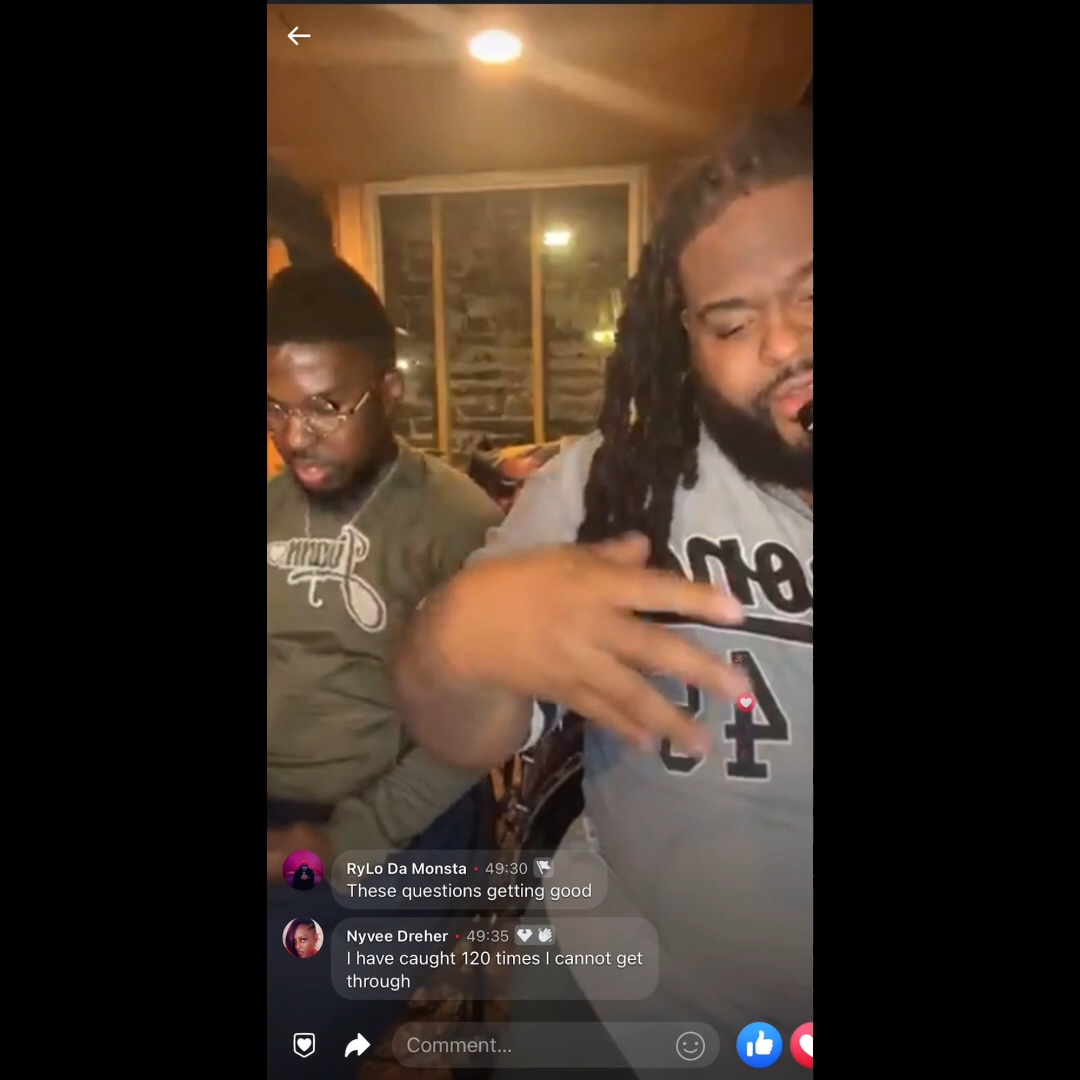 43
RyLo Da Monsta • 49:30
These questions getting good
Nyvee Dreher • 49:35
I have caught 120 times I cannot get
through
Comment...